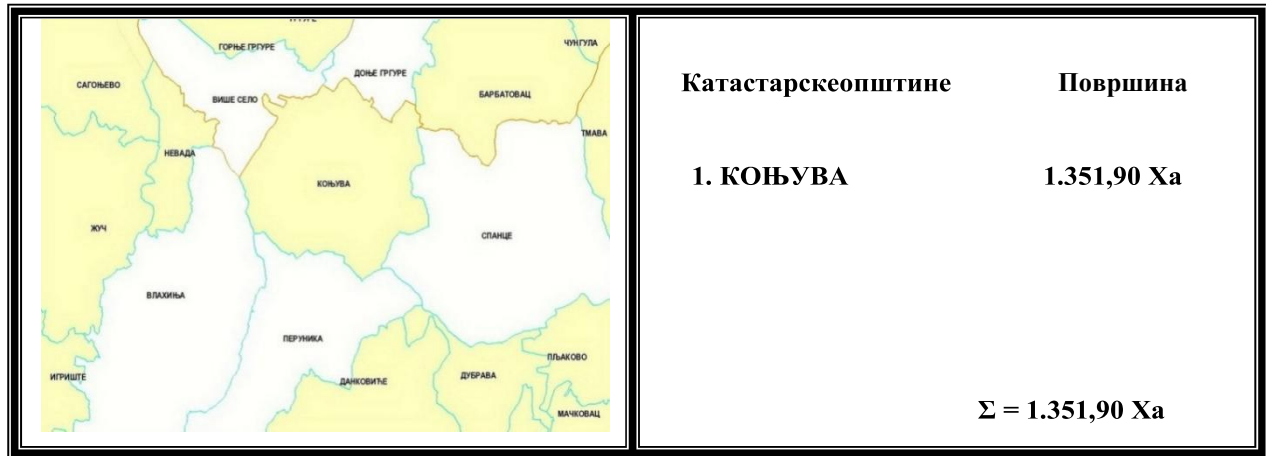 ГОРЊЕ ГРГУРЕ
ЧУНГУЛА
ДОЊЕ ГРГУРЕ
САГОЊЕВО
БАРБАТОВАЦ
ВИШЕ СЕЛО
ТМАВА
НЕВАДА
КОЊУВА
ЖУЧ
СПАНЦЕ
ВЛАХИЊА
ПЕРУНИКА
ПЉАКОВО
ИГРИШТЕ
ДАНКОВИЋЕ
ДУБРАВА
МАЧКОВАЦ
Катастарскеопштине Површина
1. КОЊУВА 1.351,90 Ха
Σ = 1.351,90 Ха